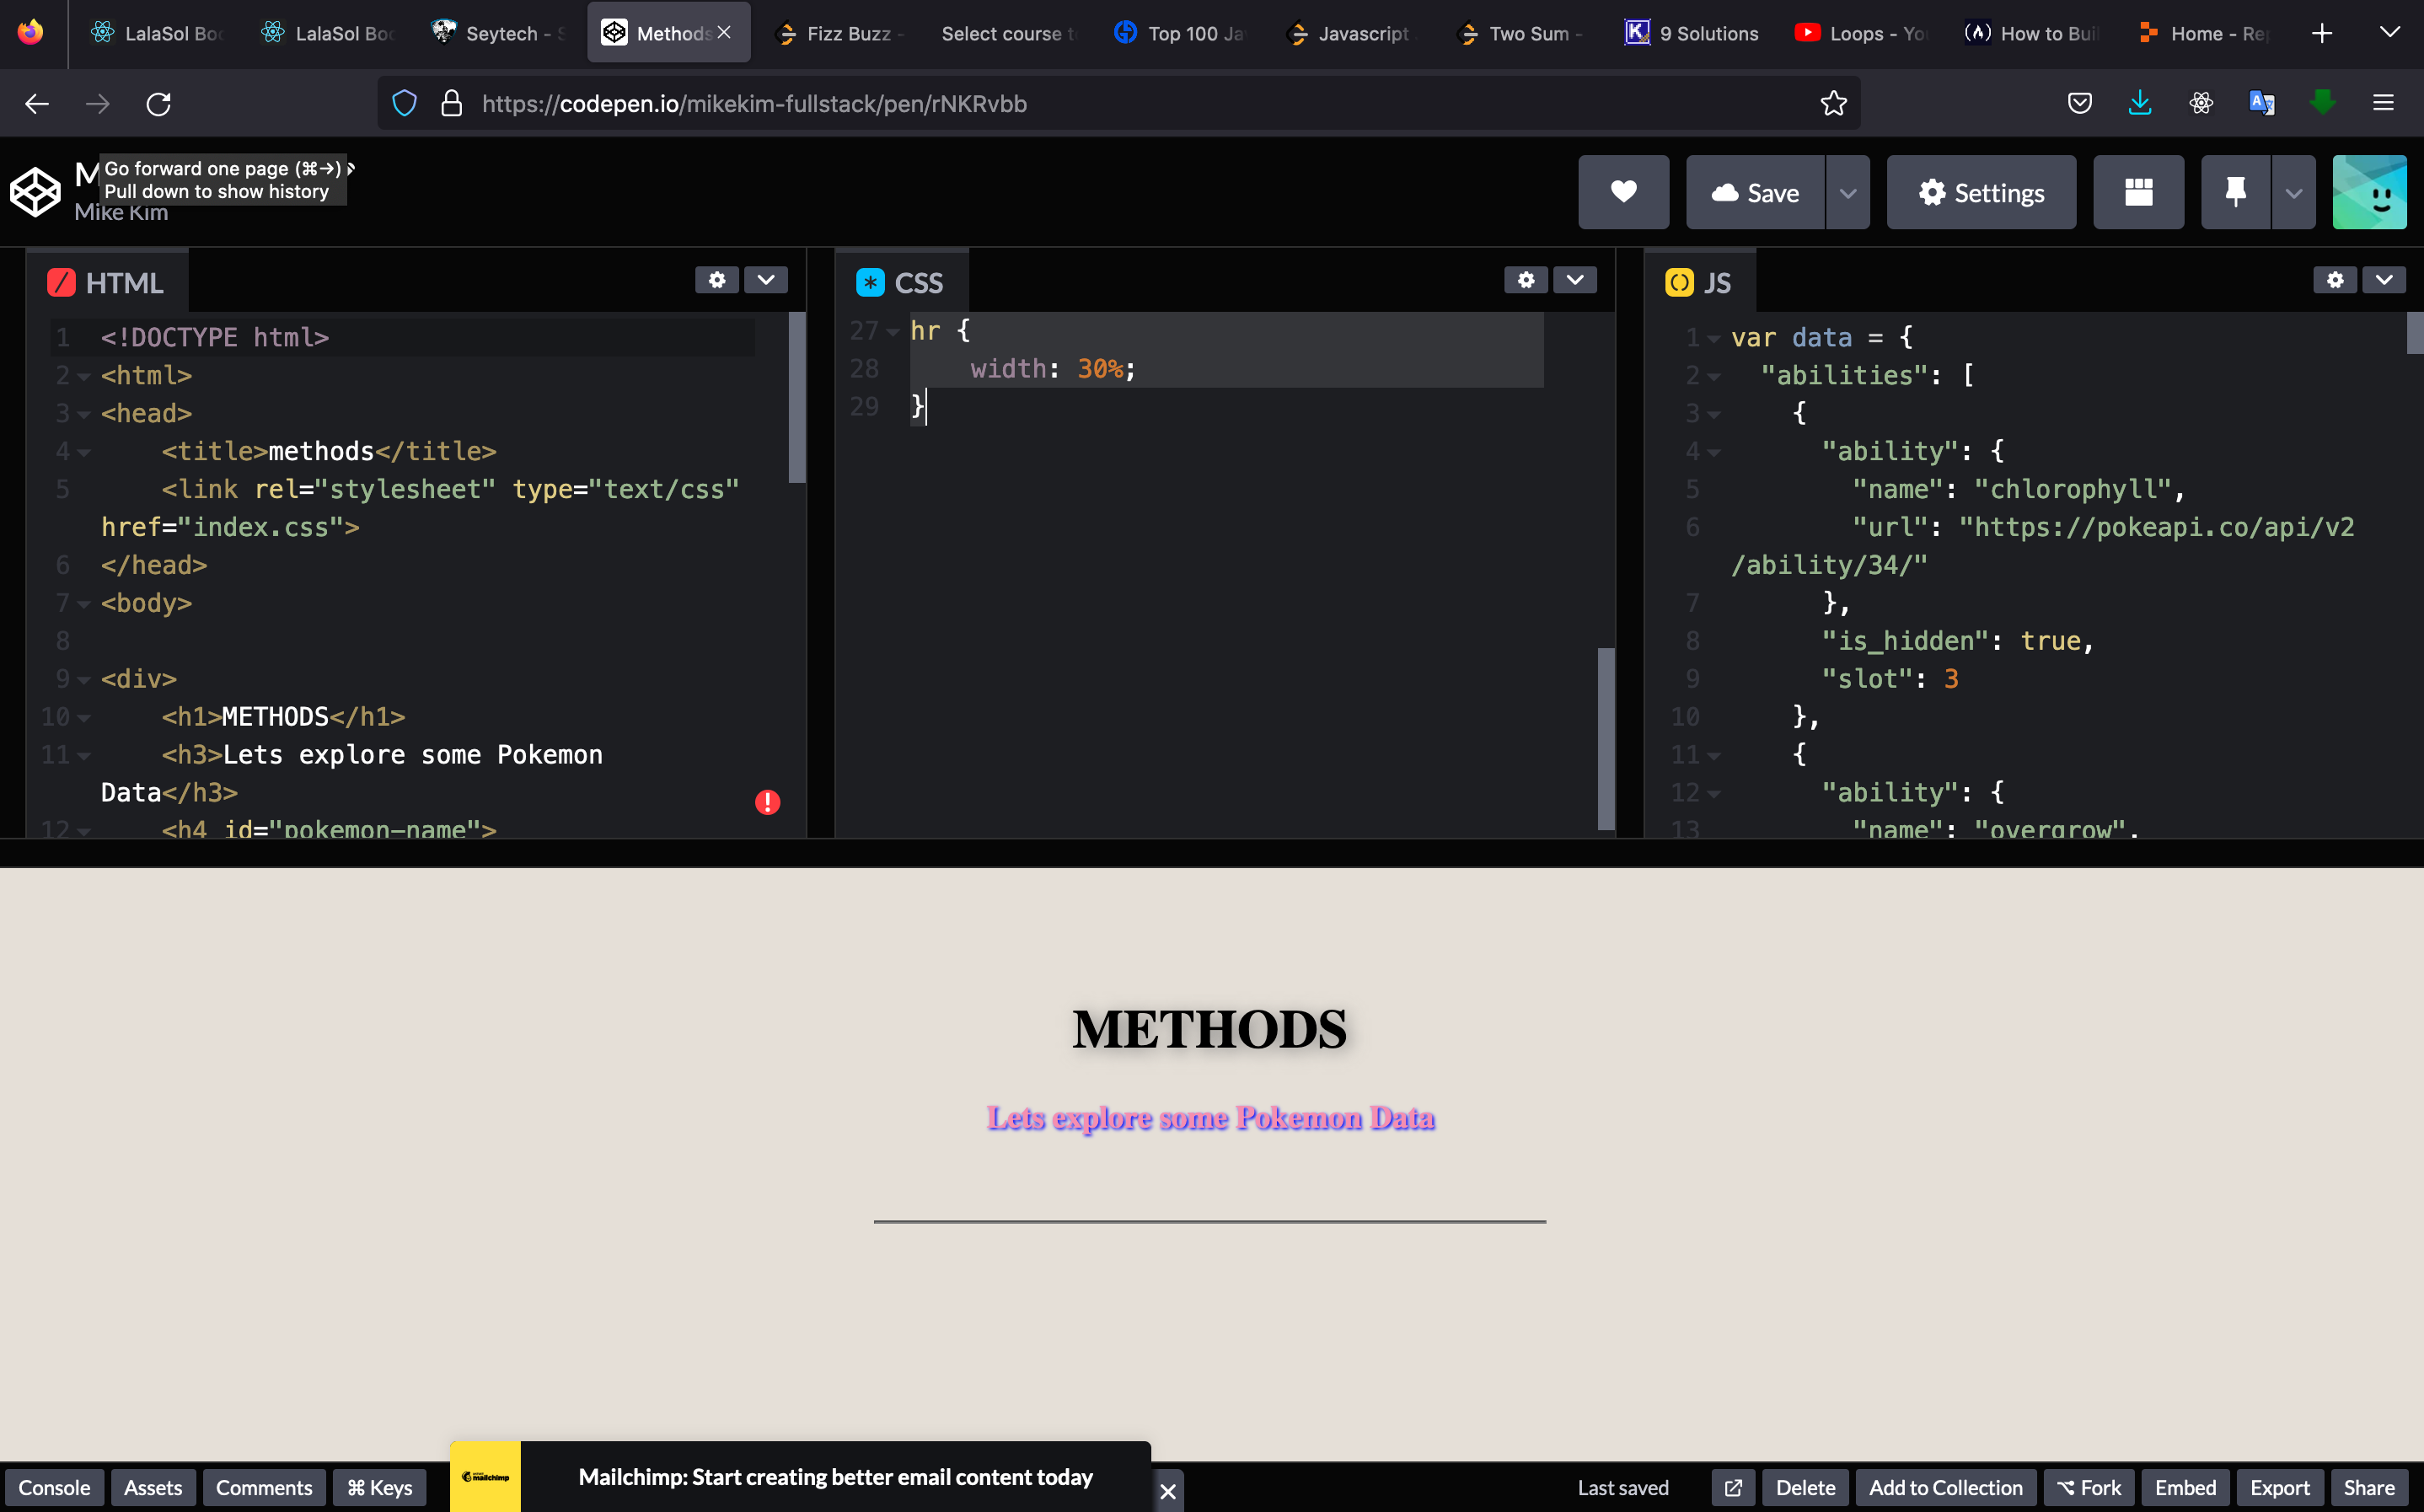 LalaSol Boo
LalaSol Boo
Seytech - S
Methods
Fizz Buzz -
Select course to
Top 100 Ja
Javascript
Two Sum -
9 Solutions
Loops - You
How to Buil
Home - Rep
https://codepen.io/mikekim-fullstack/pen/rNKRvbb
Go forward one page (⌘→)
Pull down to show history
Mike Kim
Save
Settings
HTML
1 <!DOCTYPE html>
2 <html>
3 <head>
4 <title>methods</title>
5 <link rel="stylesheet" type="text/css"
href="index.css">
6 </head>
7 <body>
8
9 <div>
10 <h1>METHODS</h1>
11 <h3>Lets explore some Pokemon
Data</h3>
12 <h4 id="pokemon-name">
CSS
27 hr {
28 width: 30%;
29 }
JS
1 var data = {
2 "abilities": [
3 {
4 "ability": {
5 "name": "chlorophyll",
6 "url": "https://pokeapi.co/api/v2
/ability/34/"
7 },
8 "is_hidden": true,
9 "slot": 3
10 },
11 {
12 "ability": {
13 "name": "overgrow",
METHODS
Lets explore some Pokemon Data
Console
Assets
Comments
⌘ Keys
mailchimp
Mailchimp: Start creating better email content today
Last saved
Delete
Add to Collection
Fork
Embed
Export
Share